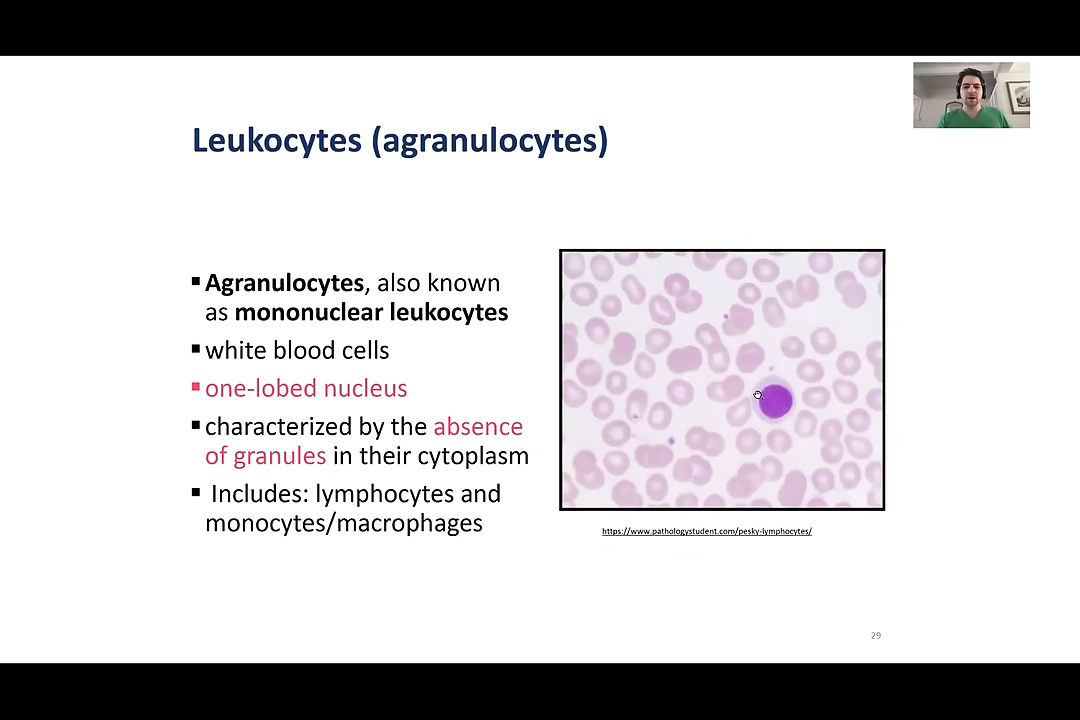 Leukocytes (agranulocytes)
▪Agranulocytes, also known
as mononuclear leukocytes
▪white blood cells
▪one-lobed nucleus
▪characterized by the absence
of granules in their cytoplasm
▪ Includes: lymphocytes and
monocytes/macrophages
https://www.pathologystudent.com/pesky-lymphocytes/
29